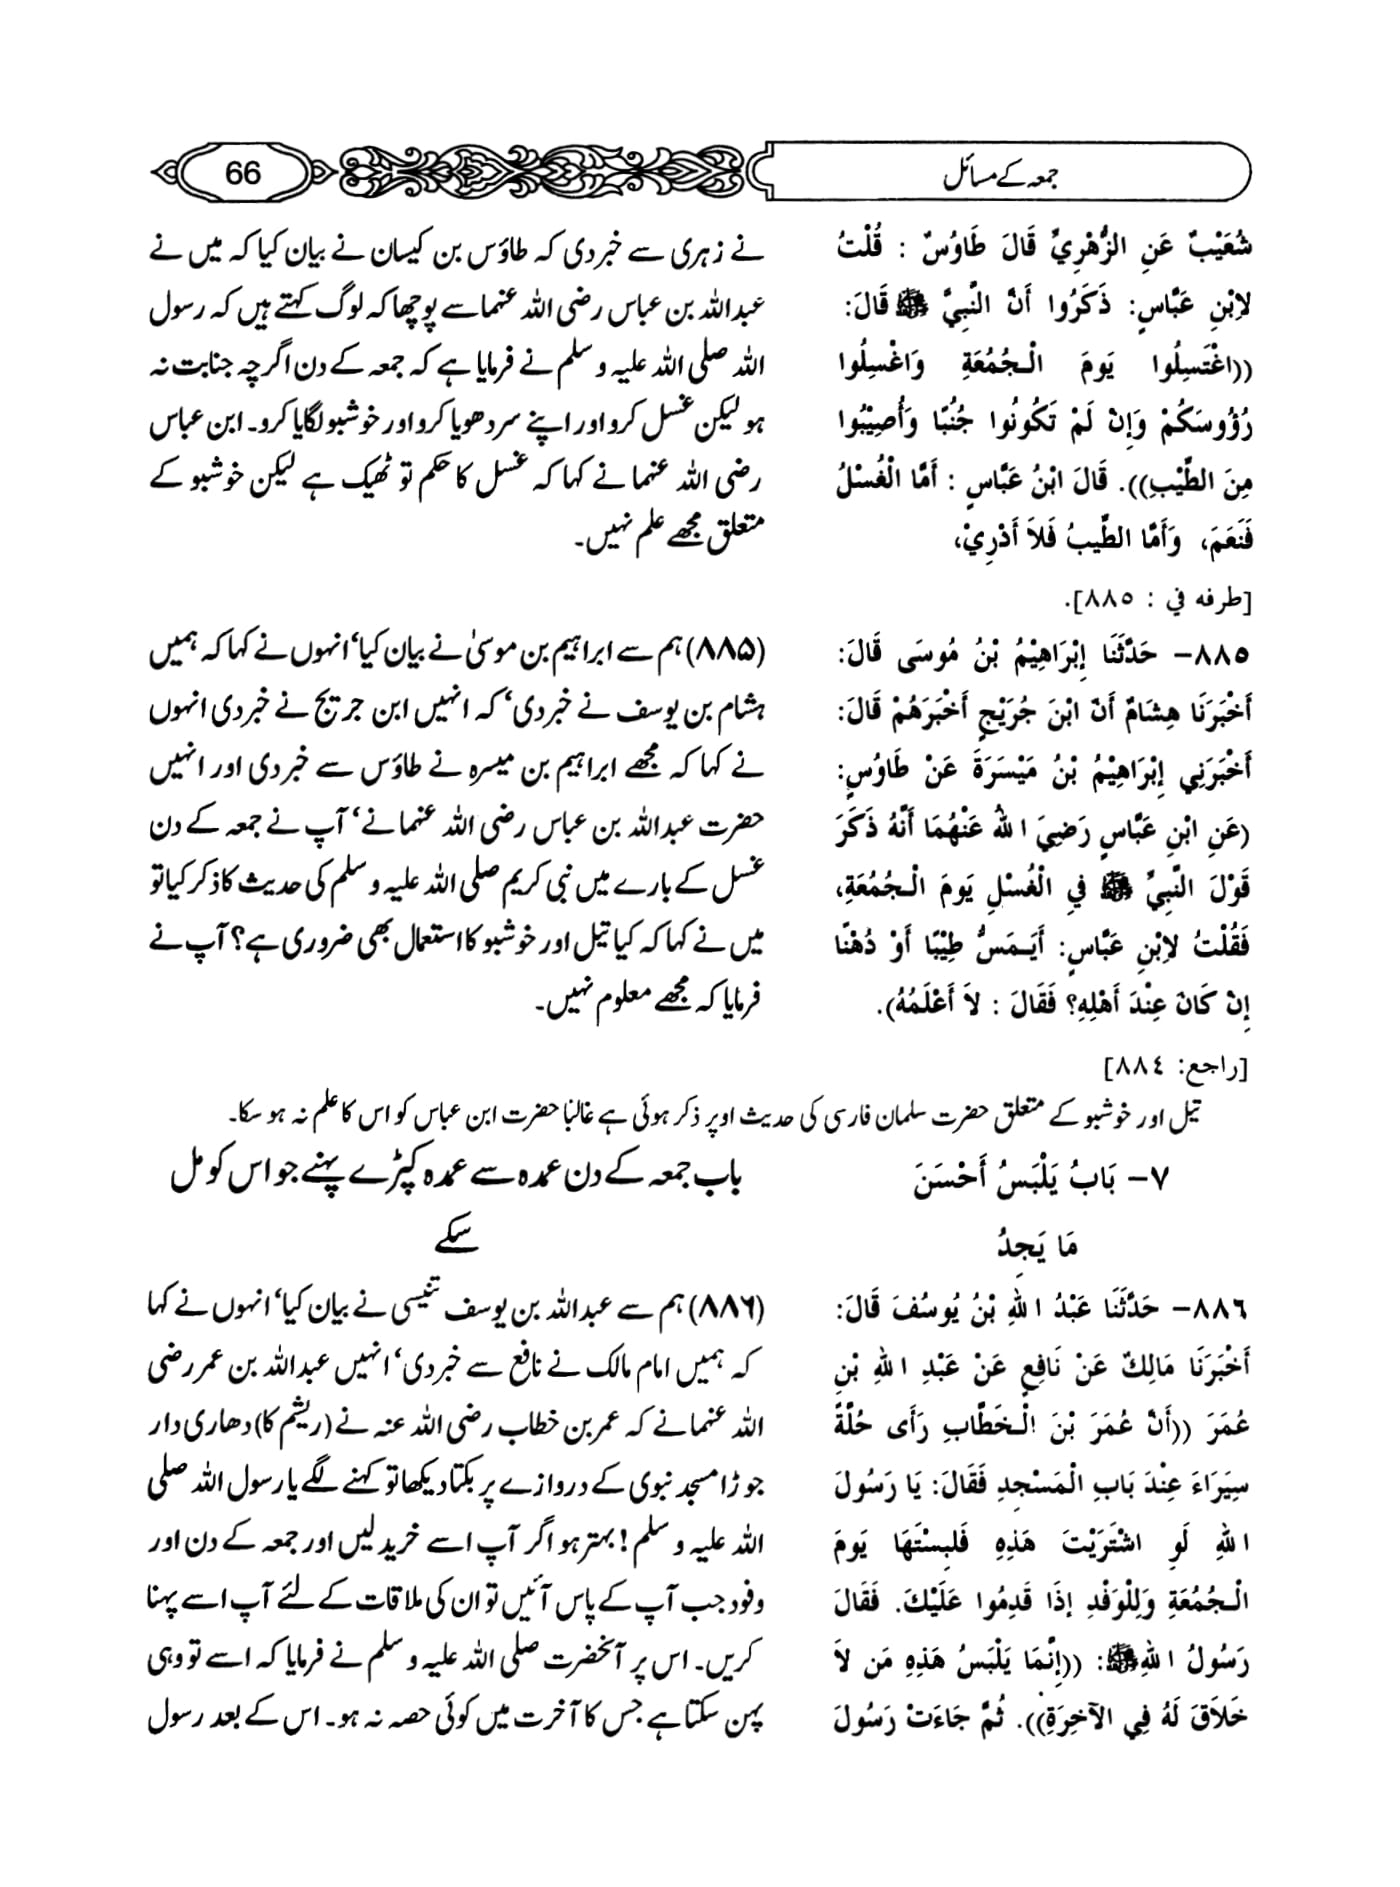 جمعہ کے مسائل
66
شُعَيْبٌ عَنِ الزُّهْرِيِّ قَالَ طَاوُسٌ : قُلْتُ
لاِبْنِ عَبَّاسٍ: ذَكَرُوا أَنَّ النَّبِيَّ ﷺ قَالَ:
((اغْتَسِلُوا يَومَ الْـجُمُعَةِ وَاغْسِلُوا
رُؤُوسَكُمْ وَإِنْ لَمْ تَكُونُوا جُنُبًا وَأَصِيْبُوا
مِنَ الطِّيْبِ)). قَالَ ابْنُ عَبَّاسٍ : أَمَّا الْغُسْلُ
فَنَعَمَ، وَأَمَّا الطِّيبُ فَلاَ أَدْرِيْ،
[طرفه في : ٨٨٥].
نے زہری سے خبر دی کہ طاؤس بن کیسان نے بیان کیا کہ میں نے
عبداللہ بن عباس رضی اللہ عنہما سے پوچھا کہ لوگ کہتے ہیں کہ رسول
اللہ صلی اللہ علیہ و سلم نے فرمایا ہے کہ جمعہ کے دن اگرچہ جنابت نہ
ہو لیکن غسل کرو اور اپنے سر دھویا کرو اور خوشبو لگایا کرو۔ ابن عباس
رضی اللہ عنہما نے کہا کہ غسل کا حکم تو ٹھیک ہے لیکن خوشبو کے
متعلق مجھے علم نہیں۔
٨٨٥– حَدَّثَنَا إِبْرَاهِيْمُ بْنُ مُوسَى قَالَ:
أَخْبَرَنَا هِشَامٌ أَنَّ ابْنَ جُرَيْجٍ أَخْبَرَهُمْ قَالَ:
أَخْبَرَنِي إِبْرَاهِيْمُ بْنُ مَيْسَرَةَ عَنْ طَاوُسٍ:
(عَنِ ابْنِ عَبَّاسٍ رَضِيَ اللهُ عَنْهُمَا أَنَّهُ ذَكَرَ
قَوْلَ النَّبِيِّ ﷺ فِي الْغُسْلِ يَومَ الْـجُمُعَةِ،
فَقُلْتُ لاِبْنِ عَبَّاسٍ: أَيَـمَسُّ طِيْبًا أَوْ دُهْنًا
إِنْ كَانَ عِنْدَ أَهْلِهِ؟ فَقَالَ : لاَ أَعْلَمُهُ).
[راجع: ٨٨٤]
(۸۸۵) ہم سے ابراہیم بن موسیٰ نے بیان کیا‘ انہوں نے کہا کہ ہمیں
ہشام بن یوسف نے خبر دی‘ کہ انہیں ابن جریج نے خبر دی انہوں
نے کہا کہ مجھے ابراہیم بن میسرہ نے طاؤس سے خبر دی اور انہیں
حضرت عبداللہ بن عباس رضی اللہ عنہما نے‘ آپ نے جمعہ کے دن
غسل کے بارے میں نبی کریم صلی اللہ علیہ و سلم کی حدیث کا ذکر کیا تو
میں نے کہا کہ کیا تیل اور خوشبو کا استعمال بھی ضروری ہے؟ آپ نے
فرمایا کہ مجھے معلوم نہیں۔
تیل اور خوشبو کے متعلق حضرت سلمان فارسی کی حدیث اوپر ذکر ہوئی ہے غالبًا حضرت ابن عباس کو اس کا علم نہ ہو سکا۔
٧– بَابُ يَلْبَسُ أَحْسَنَ
مَا يَجِدُ
باب جمعہ کے دن عمدہ سے عمدہ کپڑے پہنے جو اس کو مل
سکے
٨٨٦– حَدَّثَنَا عَبْدُ اللهِ بْنُ يُوسُفَ قَالَ:
أَخْبَرَنَا مَالِكٌ عَنْ نَافِعٍ عَنْ عَبْدِ اللهِ بْنِ
عُمَرَ ((أَنَّ عُمَرَ بْنَ الْـخَطَّابِ رَأَى حُلَّةً
سِيَرَاءَ عِنْدَ بَابِ الْمَسْجِدِ فَقَالَ: يَا رَسُولَ
اللهِ لَوِ اشْتَرَيْتَ هَذِهِ فَلبِسْتَهَا يَومَ
الْـجُمُعَةِ وَلِلْوَفْدِ إِذَا قَدِمُوا عَلَيْكَ. فَقَالَ
رَسُولُ اللهِ ﷺ: ((إِنَّمَا يَلْبَسُ هَذِهِ مَن لاَ
خَلاَقَ لَهُ فِي الآخِرَةِ)). ثُمَّ جَاءَتْ رَسُولَ
(۸۸۶) ہم سے عبداللہ بن یوسف تنیسی نے بیان کیا‘ انہوں نے کہا
کہ ہمیں امام مالک نے نافع سے خبر دی‘ انہیں عبداللہ بن عمر رضی
اللہ عنہما نے کہ عمر بن خطاب رضی اللہ عنہ نے (ریشم کا) دھاری دار
جوڑا مسجد نبوی کے دروازے پر بکتا دیکھا تو کہنے لگے یا رسول اللہ صلی
اللہ علیہ و سلم! بہتر ہو اگر آپ اسے خرید لیں اور جمعہ کے دن اور
وفود جب آپ کے پاس آئیں تو ان کی ملاقات کے لئے آپ اسے پہنا
کریں۔ اس پر آنحضرت صلی اللہ علیہ و سلم نے فرمایا کہ اسے تو وہی
پہن سکتا ہے جس کا آخرت میں کوئی حصہ نہ ہو۔ اس کے بعد رسول